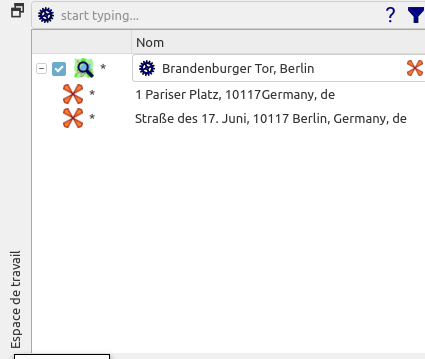 start typing...
?
Nom
* Brandenburger Tor, Berlin
* 1 Pariser Platz, 10117Germany, de
* Straße des 17. Juni, 10117 Berlin, Germany, de
Espace de travail